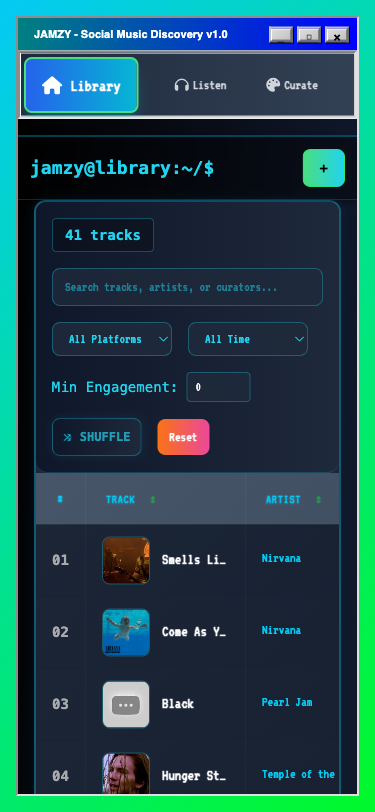 JAMZY - Social Music Discovery v1.0
Library
Listen
Curate
jamzy@library:~/$
+
41 tracks
Search tracks, artists, or curators...
All Platforms
All Time
Min Engagement: 0
SHUFFLE
Reset
# TRACK ARTIST
01 Smells Li… Nirvana
02 Come As Y… Nirvana
03 Black Pearl Jam
04 Hunger St… Temple of the